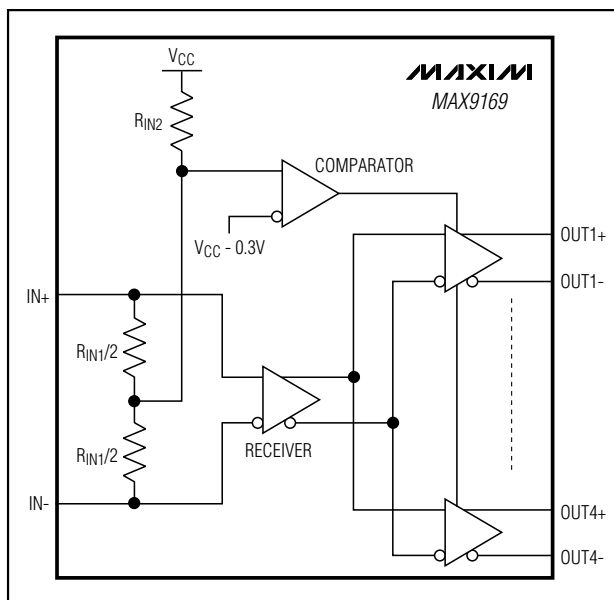 VCC
MAXIM
MAX9169
RIN2
COMPARATOR
VCC - 0.3V
OUT1+
OUT1-
IN+
RIN1/2
RIN1/2
RECEIVER
IN-
OUT4+
OUT4-